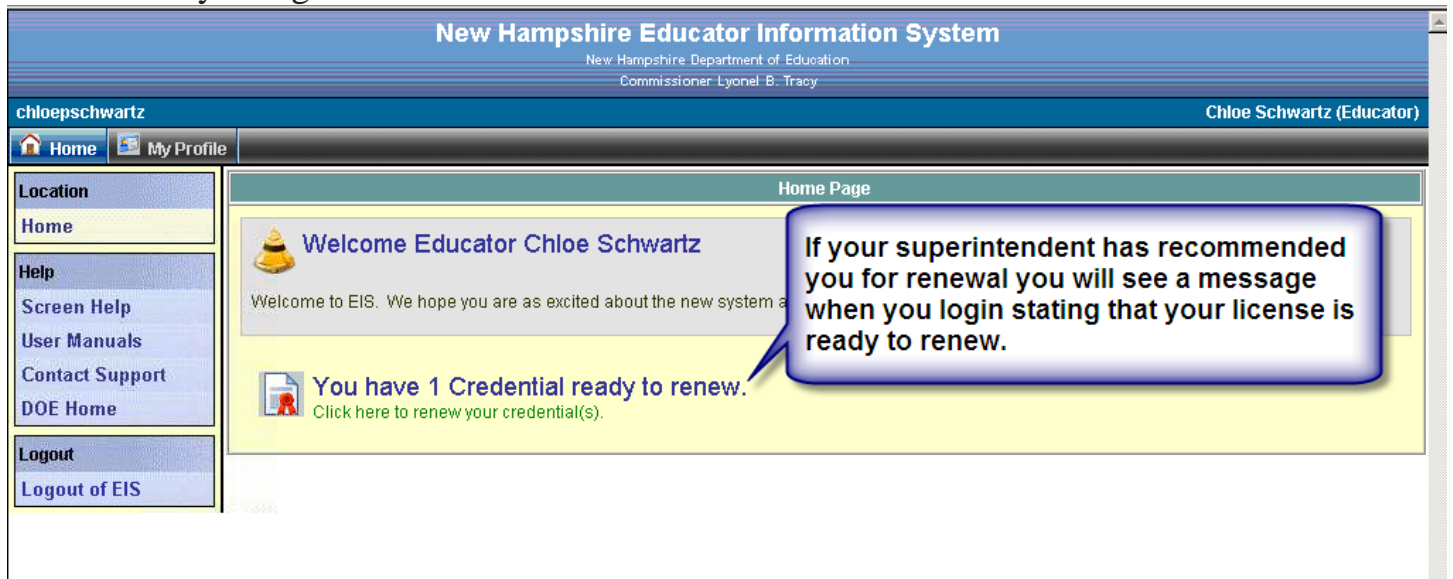 New Hampshire Educator Information System
New Hampshire Department of Education
Commissioner Lyonel B. Tracy
chloepschwartz
Chloe Schwartz (Educator)
Home
My Profile
Location
Home
Help
Screen Help
User Manuals
Contact Support
DOE Home
Logout
Logout of EIS
Home Page
Welcome Educator Chloe Schwartz
Welcome to EIS. We hope you are as excited about the new system
You have 1 Credential ready to renew.
Click here to renew your credential(s).
If your superintendent has recommended
you for renewal you will see a message
when you login stating that your license is
ready to renew.